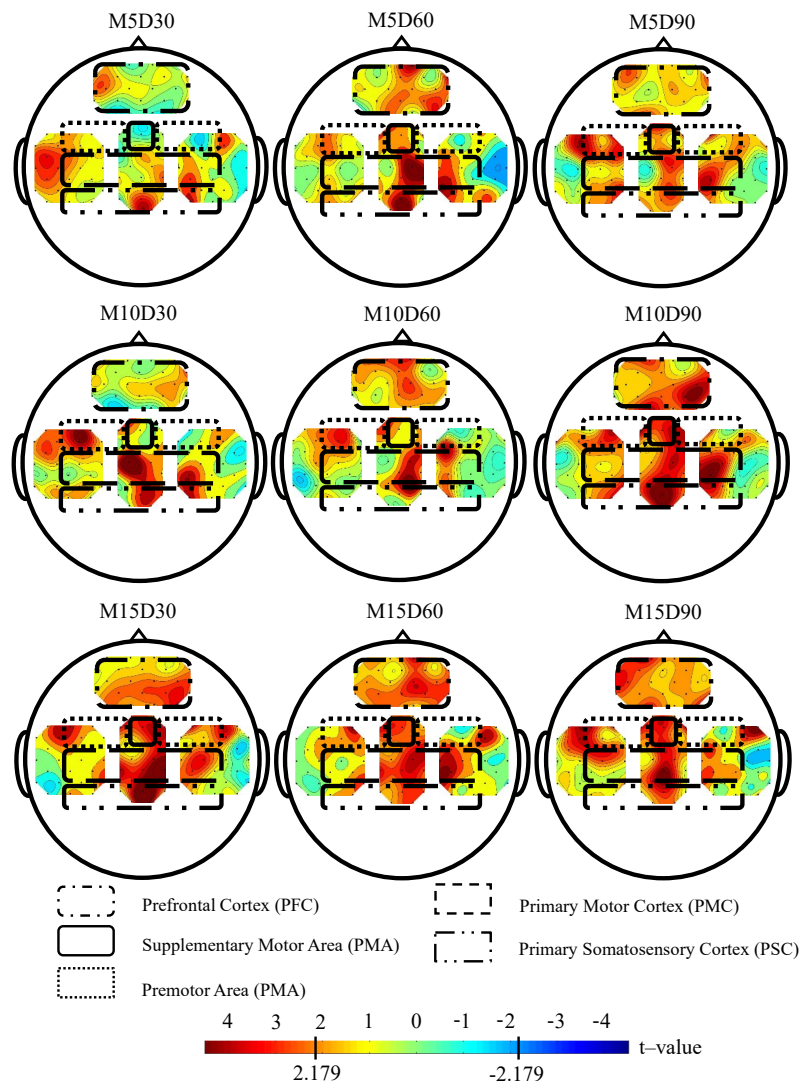 M5D30 M5D60 M5D90
M10D30 M10D60 M10D90
M15D30 M15D60 M15D90
Prefrontal Cortex (PFC) Primary Motor Cortex (PMC)
Supplementary Motor Area (PMA) Primary Somatosensory Cortex (PSC)
Premotor Area (PMA)
4 3 2 1 0 -1 -2 -3 -4 t–value
2.179 -2.179